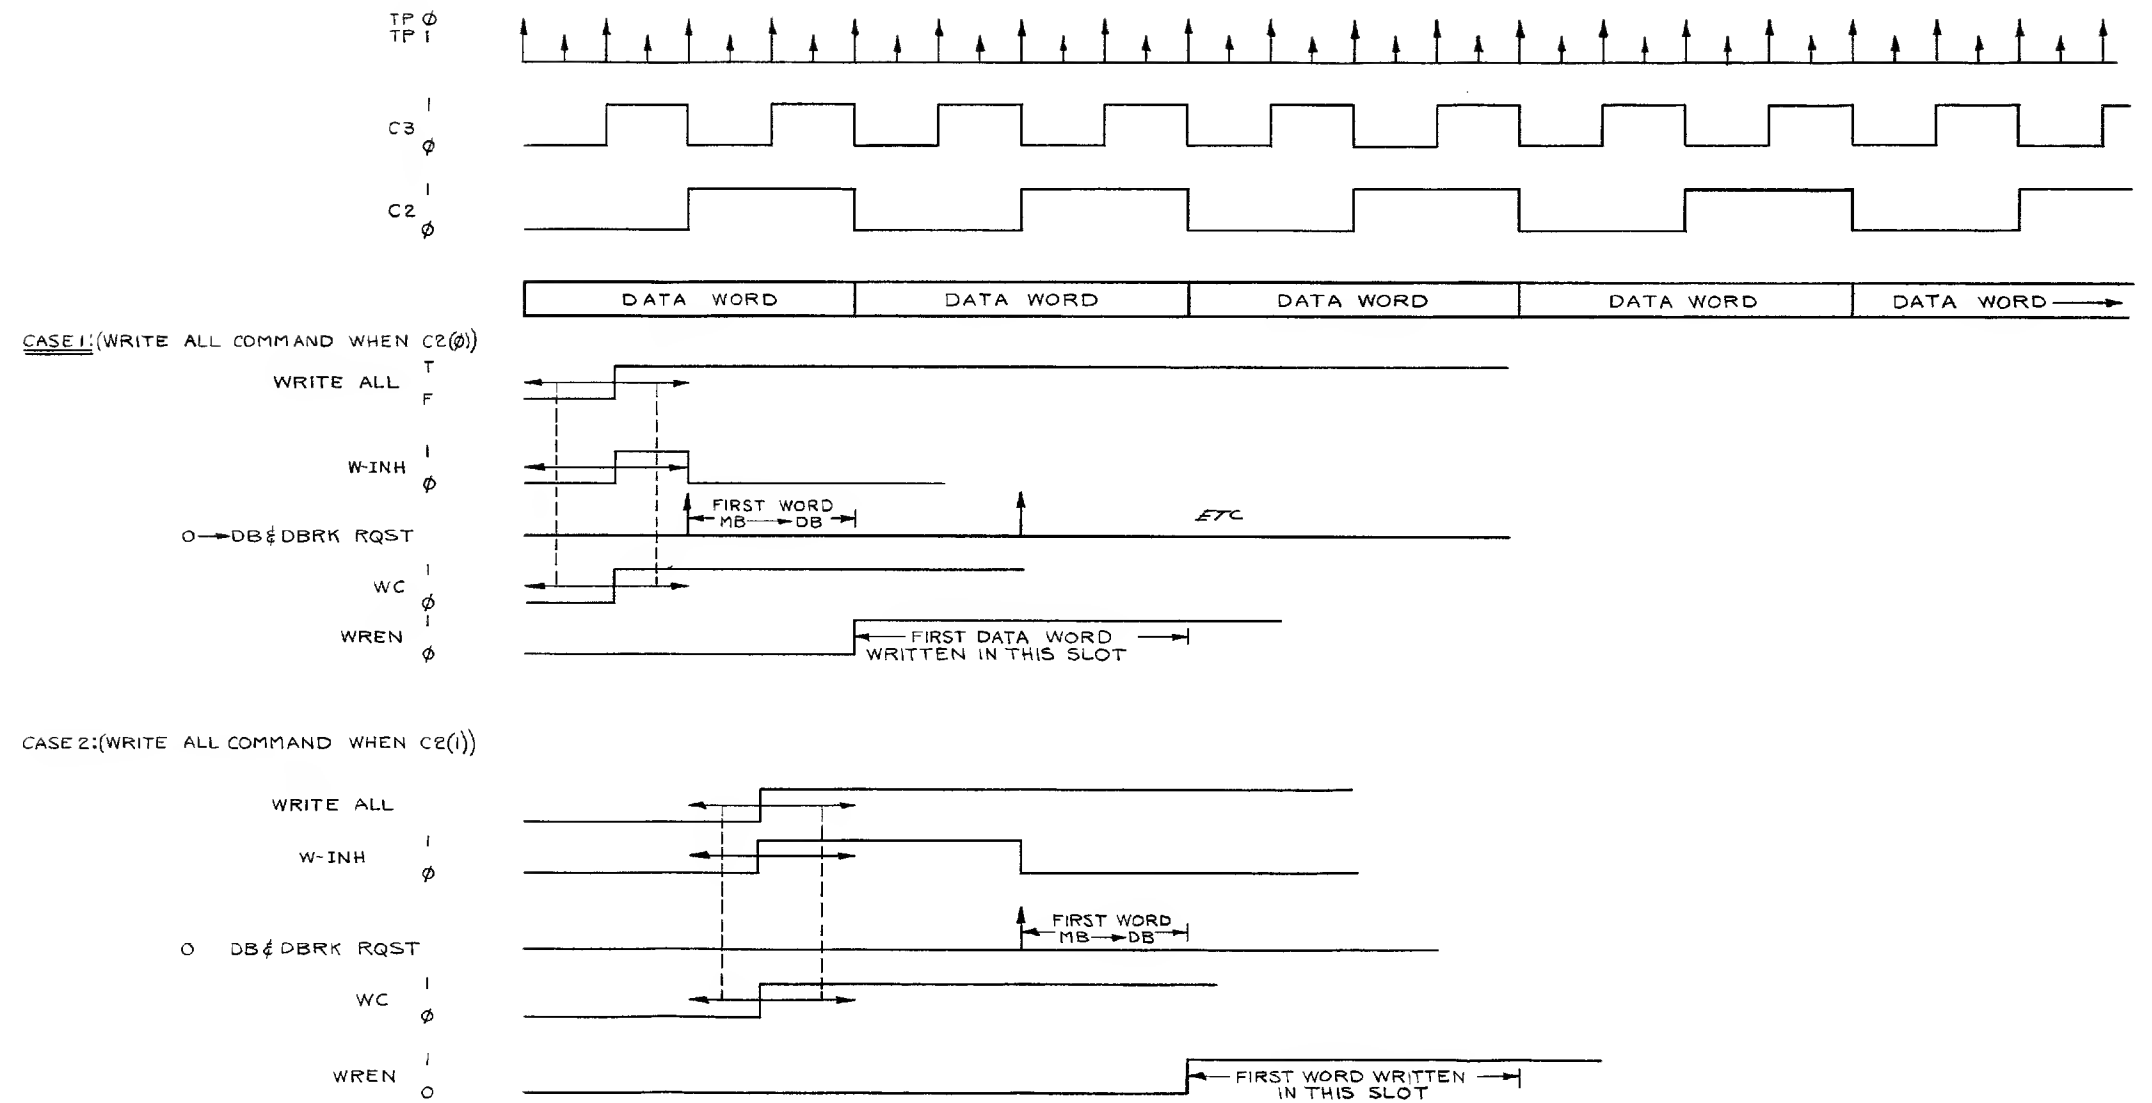 TP Ø
TP 1
1
C3
Ø
1
C2
Ø
DATA WORD DATA WORD DATA WORD DATA WORD DATA WORD
CASE 1:(WRITE ALL COMMAND WHEN C2(Ø))
T
WRITE ALL
F
1
W-INH
Ø
FIRST WORD
MB→DB
ETC
O→DB&DBRK RQST
1
WC
Ø
1
WREN
FIRST DATA WORD
WRITTEN IN THIS SLOT
Ø
CASE 2:(WRITE ALL COMMAND WHEN C2(1))
WRITE ALL
1
W-INH
Ø
FIRST WORD
MB→DB
O DB&DBRK RQST
1
WC
Ø
1
WREN
FIRST WORD WRITTEN
IN THIS SLOT
O